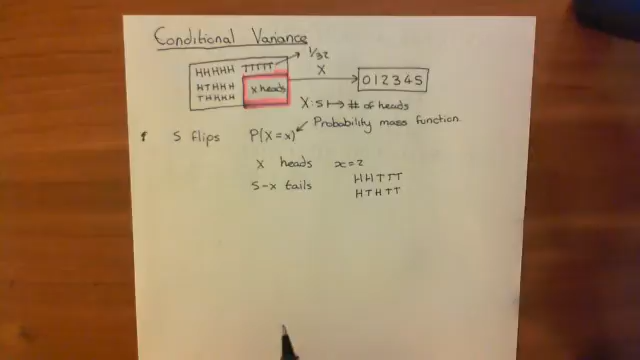 Conditional Variance
1/32
HHHHH TTTTT
X
HTHHH
x heads
THHHH
0 1 2 3 4 5
X: S ↦ # of heads
Probability mass function.
5 flips P(X=x)
x heads x=2
5-x tails HHTTT
HTHTT